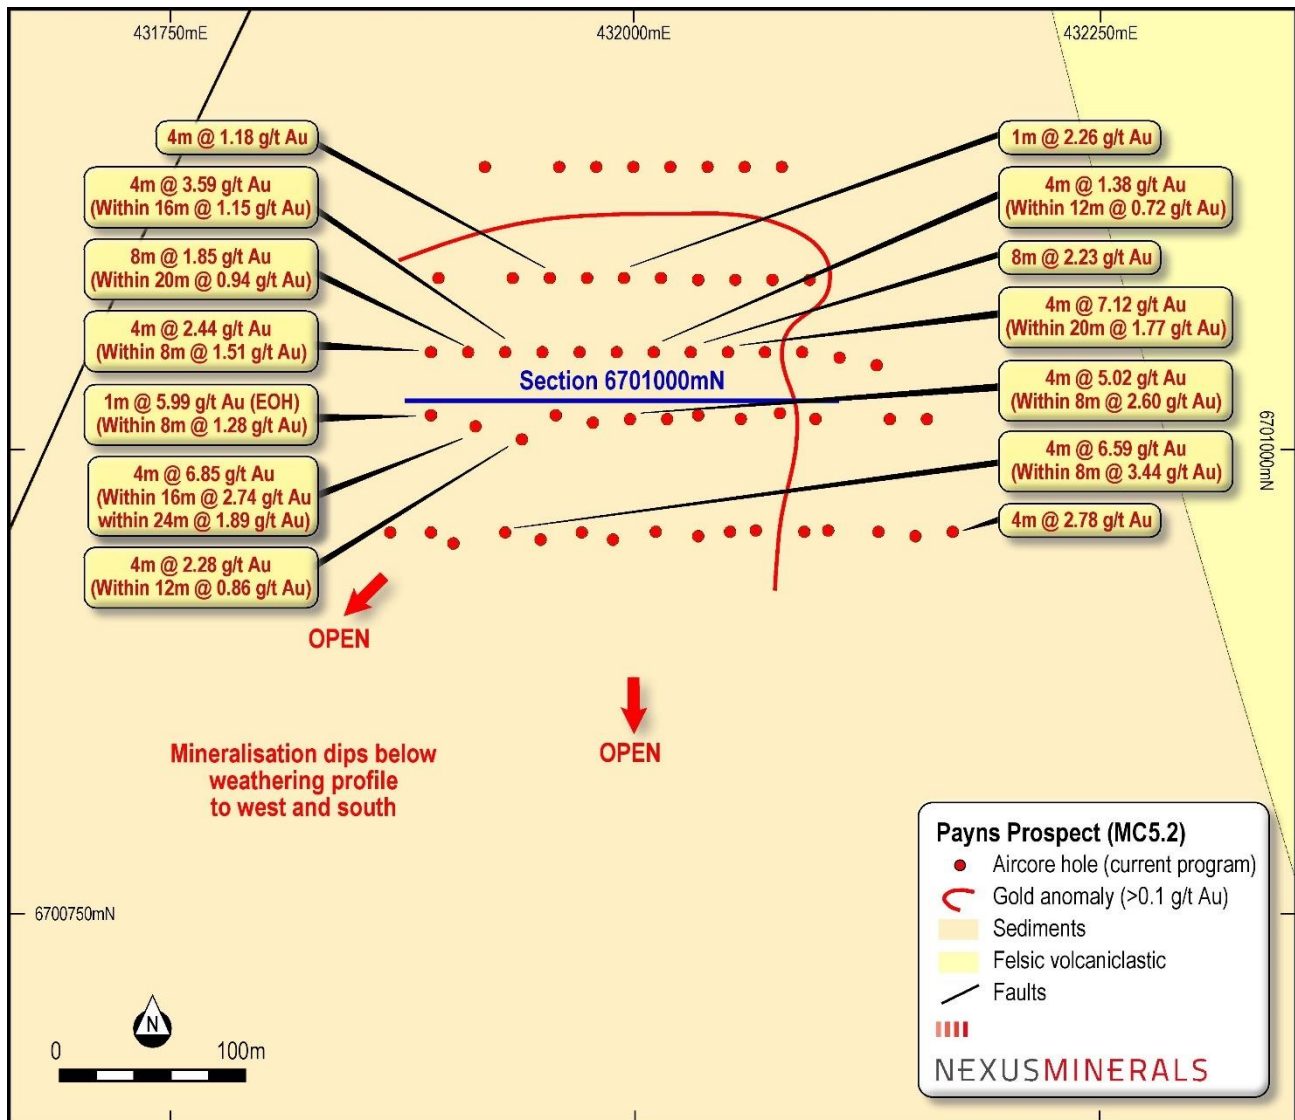 431750mE
432000mE
432250mE
4m @ 1.18 g/t Au
4m @ 3.59 g/t Au
(Within 16m @ 1.15 g/t Au)
8m @ 1.85 g/t Au
(Within 20m @ 0.94 g/t Au)
4m @ 2.44 g/t Au
(Within 8m @ 1.51 g/t Au)
1m @ 5.99 g/t Au (EOH)
(Within 8m @ 1.28 g/t Au)
4m @ 6.85 g/t Au
(Within 16m @ 2.74 g/t Au
within 24m @ 1.89 g/t Au)
4m @ 2.28 g/t Au
(Within 12m @ 0.86 g/t Au)
1m @ 2.26 g/t Au
4m @ 1.38 g/t Au
(Within 12m @ 0.72 g/t Au)
8m @ 2.23 g/t Au
4m @ 7.12 g/t Au
(Within 20m @ 1.77 g/t Au)
4m @ 5.02 g/t Au
(Within 8m @ 2.60 g/t Au)
4m @ 6.59 g/t Au
(Within 8m @ 3.44 g/t Au)
4m @ 2.78 g/t Au
Section 6701000mN
6701000mN
OPEN
OPEN
Mineralisation dips below
weathering profile
to west and south
6700750mN
N
0 100m
Payns Prospect (MC5.2)
Aircore hole (current program)
Gold anomaly (>0.1 g/t Au)
Sediments
Felsic volcaniclastic
Faults
NEXUSMINERALS